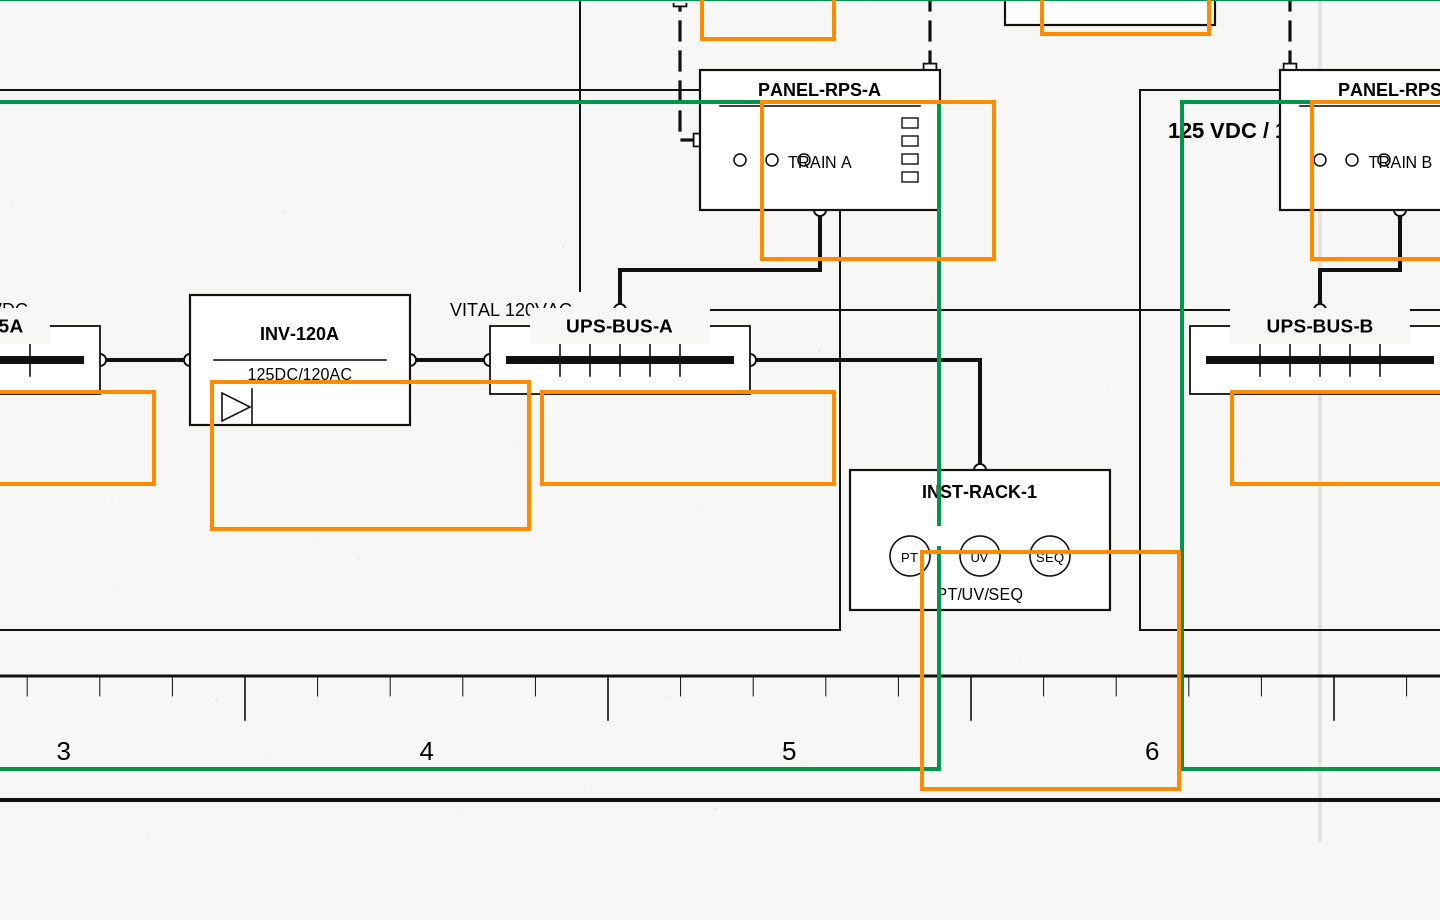 PANEL-RPS-A
PANEL-RPS
125 VDC / 1
TRAIN A
TRAIN B
VITAL 120VAC
5A
INV-120A
UPS-BUS-A
UPS-BUS-B
125DC/120AC
INST-RACK-1
PT
UV
SEQ
PT/UV/SEQ
3
4
5
6